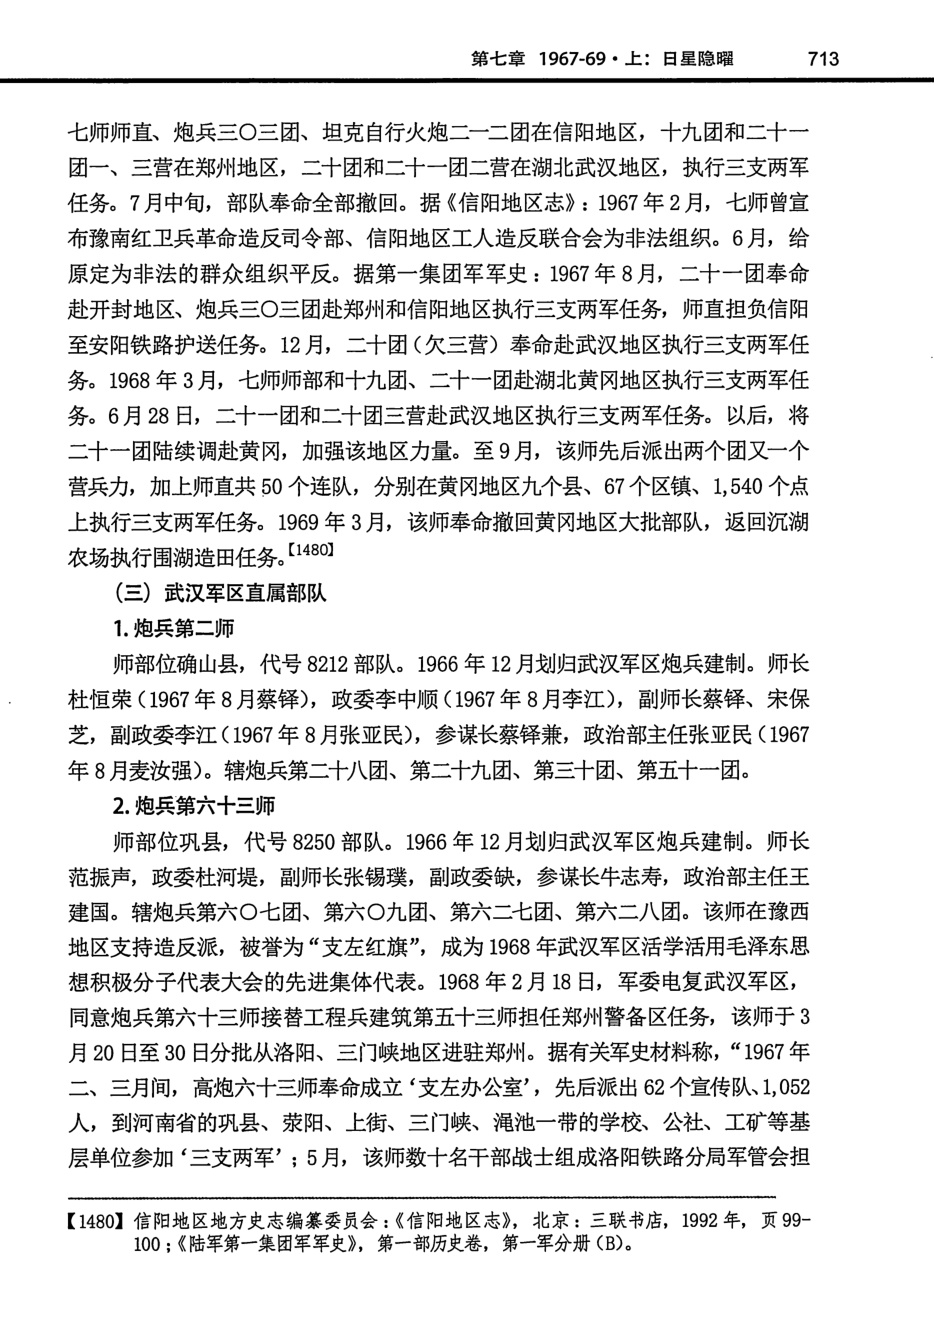 第七章 1967-69·上：日星隐曜 713
七师师直、炮兵三〇三团、坦克自行火炮二一二团在信阳地区，十九团和二十一
团一、三营在郑州地区，二十团和二十一团二营在湖北武汉地区，执行三支两军
任务。7月中旬，部队奉命全部撤回。据《信阳地区志》：1967年2月，七师曾宣
布豫南红卫兵革命造反司令部、信阳地区工人造反联合会为非法组织。6月，给
原定为非法的群众组织平反。据第一集团军军史：1967年8月，二十一团奉命
赴开封地区、炮兵三〇三团赴郑州和信阳地区执行三支两军任务，师直担负信阳
至安阳铁路护送任务。12月，二十团（欠三营）奉命赴武汉地区执行三支两军任
务。1968年3月，七师师部和十九团、二十一团赴湖北黄冈地区执行三支两军任
务。6月28日，二十一团和二十团三营赴武汉地区执行三支两军任务。以后，将
二十一团陆续调赴黄冈，加强该地区力量。至9月，该师先后派出两个团又一个
营兵力，加上师直共50个连队，分别在黄冈地区九个县、67个区镇、1,540个点
上执行三支两军任务。1969年3月，该师奉命撤回黄冈地区大批部队，返回沉湖
农场执行围湖造田任务。【1480】
（三）武汉军区直属部队
1. 炮兵第二师
师部位确山县，代号8212部队。1966年12月划归武汉军区炮兵建制。师长
杜恒荣（1967年8月蔡铎），政委李中顺（1967年8月李江），副师长蔡铎、宋保
芝，副政委李江（1967年8月张亚民），参谋长蔡铎兼，政治部主任张亚民（1967
年8月麦汝强）。辖炮兵第二十八团、第二十九团、第三十团、第五十一团。
2. 炮兵第六十三师
师部位巩县，代号8250部队。1966年12月划归武汉军区炮兵建制。师长
范振声，政委杜河堤，副师长张锡璞，副政委缺，参谋长牛志寿，政治部主任王
建国。辖炮兵第六〇七团、第六〇九团、第六二七团、第六二八团。该师在豫西
地区支持造反派，被誉为“支左红旗”，成为1968年武汉军区活学活用毛泽东思
想积极分子代表大会的先进集体代表。1968年2月18日，军委电复武汉军区，
同意炮兵第六十三师接替工程兵建筑第五十三师担任郑州警备区任务，该师于3
月20日至30日分批从洛阳、三门峡地区进驻郑州。据有关军史材料称，“1967年
二、三月间，高炮六十三师奉命成立‘支左办公室’，先后派出62个宣传队、1,052
人，到河南省的巩县、荥阳、上街、三门峡、渑池一带的学校、公社、工矿等基
层单位参加‘三支两军’；5月，该师数十名干部战士组成洛阳铁路分局军管会担
【1480】信阳地区地方史志编纂委员会：《信阳地区志》，北京：三联书店，1992年，页99-
100；《陆军第一集团军军史》，第一部历史卷，第一军分册（B）。